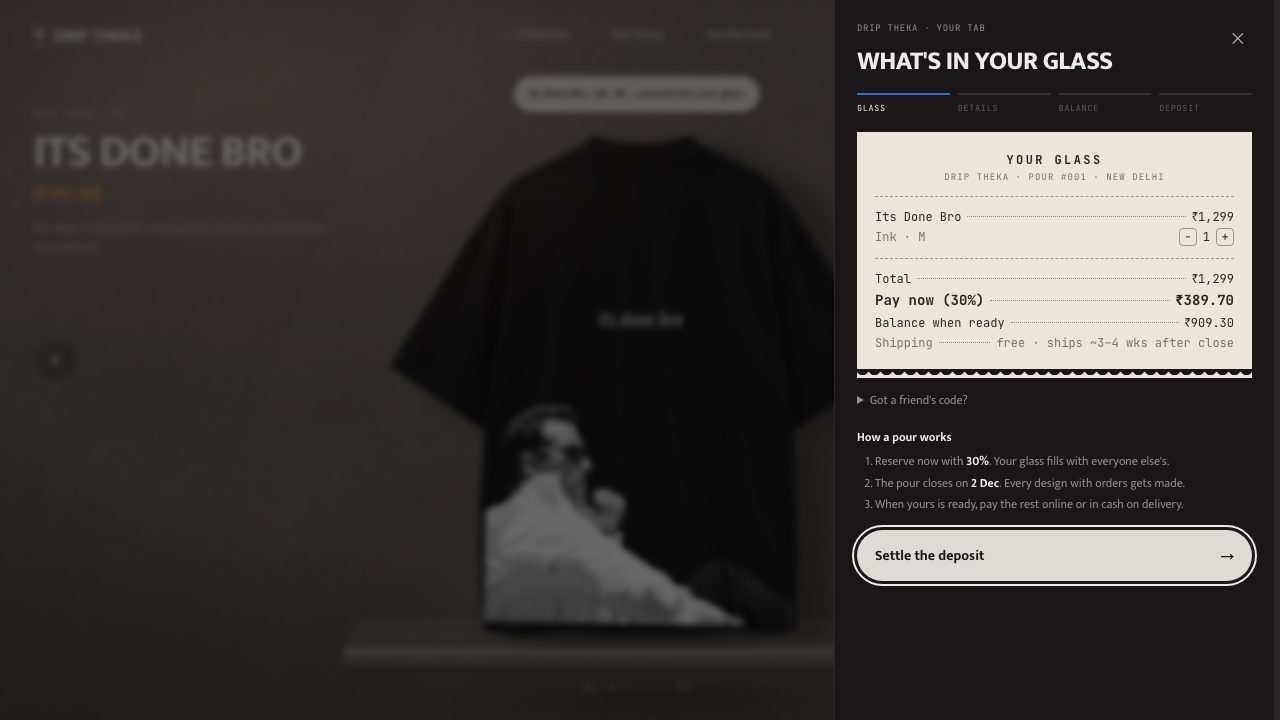 DRIP THEKA
ITS DONE BRO
its done bro
DRIP THEKA · YOUR TAB
WHAT'S IN YOUR GLASS
GLASS DETAILS BALANCE DEPOSIT
YOUR GLASS
DRIP THEKA · POUR #001 · NEW DELHI
Its Done Bro ₹1,299
Ink · M - 1 +
Total ₹1,299
Pay now (30%) ₹389.70
Balance when ready ₹909.30
Shipping free · ships ~3–4 wks after close
Got a friend's code?
How a pour works
1. Reserve now with 30%. Your glass fills with everyone else's.
2. The pour closes on 2 Dec. Every design with orders gets made.
3. When yours is ready, pay the rest online or in cash on delivery.
Settle the deposit →